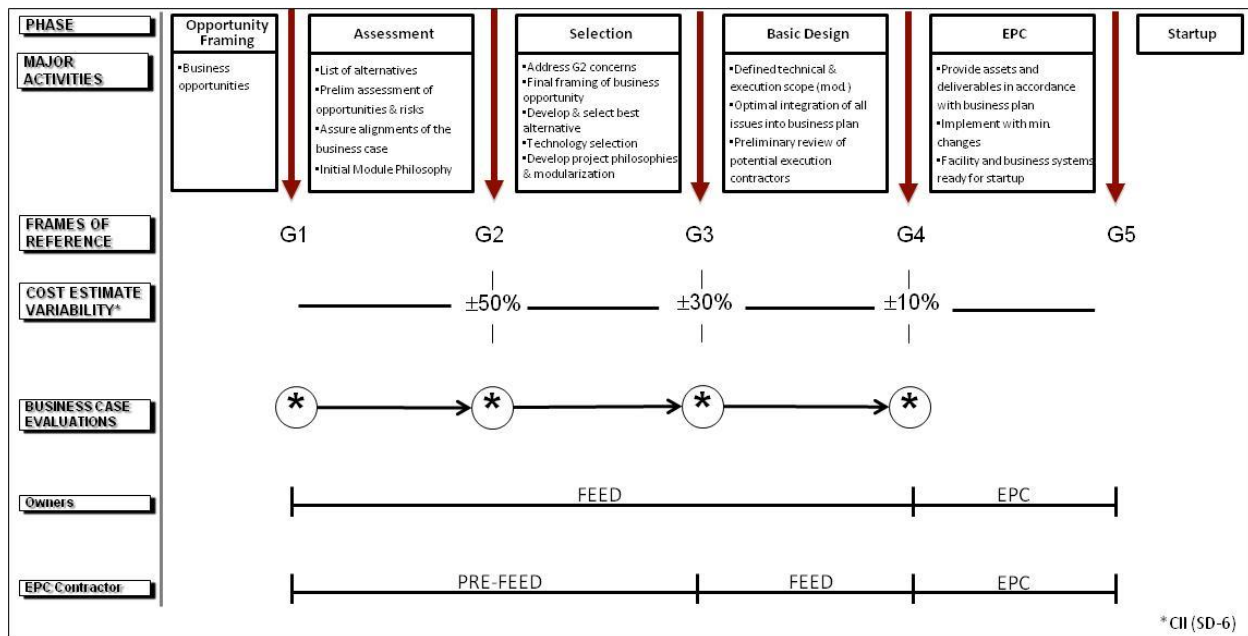 PHASE
Opportunity
Framing
Assessment
Selection
Basic Design
EPC
Startup
MAJOR
ACTIVITIES
▪Business
opportunities
▪List of alternatives
▪Prelim assessment of
opportunities & risks
▪Assure alignments of the
business case
▪Initial Module Philosophy
▪Address G2 concerns
▪Final framing of business
opportunity
▪Develop & select best
alternative
▪Technology selection
▪Develop project philosophies
& modularization
▪Defined technical &
execution scope (mod.)
▪Optimal integration of all
issues into business plan
▪Preliminary review of
potential execution
contractors
▪Provide assets and
deliverables in accordance
with business plan
▪Implement with min.
changes
▪Facility and business systems
ready for startup
FRAMES OF
REFERENCE
G1
G2
G3
G4
G5
COST ESTIMATE
VARIABILITY*
±50%
±30%
±10%
BUSINESS CASE
EVALUATIONS
* * * *
Owners
FEED
EPC
EPC Contractor
PRE-FEED
FEED
EPC
*CII (SD-6)